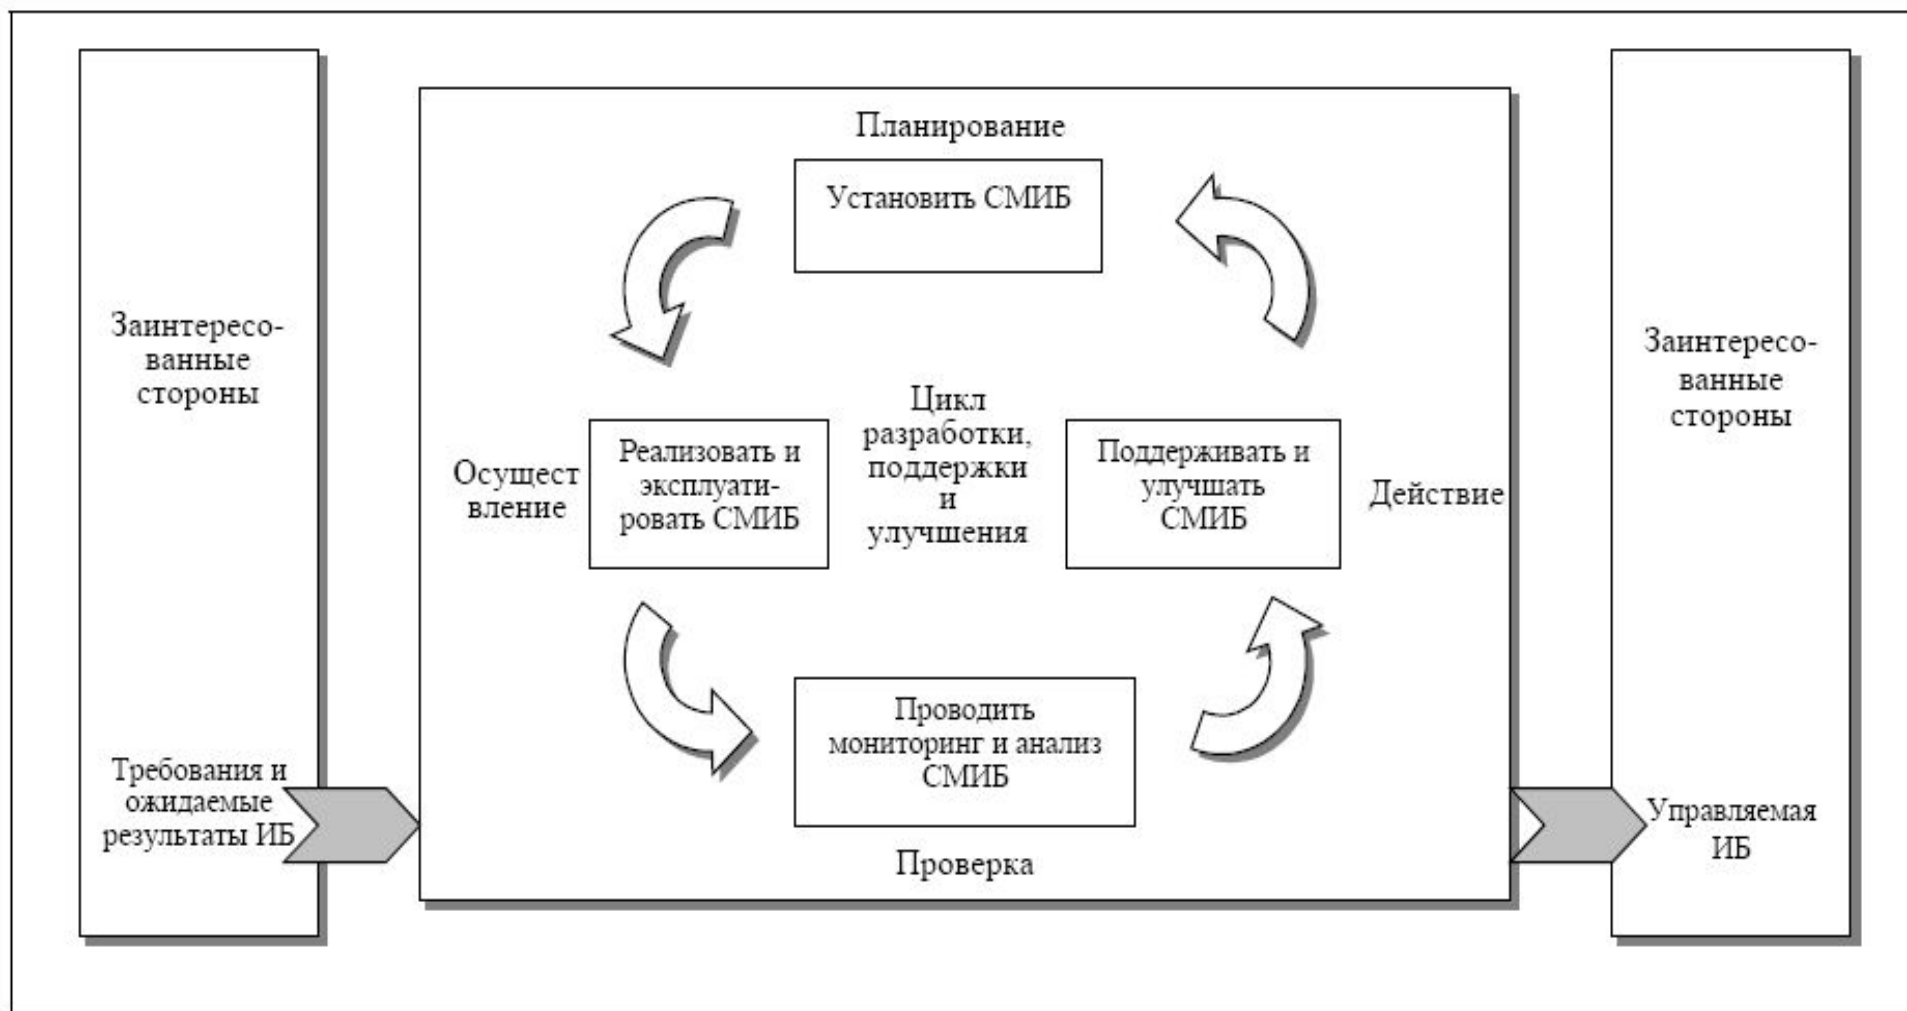 Заинтересо-
ванные
стороны
Требования и
ожидаемые
результаты ИБ
Планирование
Установить СМИБ
Осущест
вление
Реализовать и
эксплуати-
ровать СМИБ
Цикл
разработки,
поддержки
и
улучшения
Поддерживать и
улучшать
СМИБ
Действие
Проводить
мониторинг и анализ
СМИБ
Проверка
Заинтересо-
ванные
стороны
Управляемая
ИБ